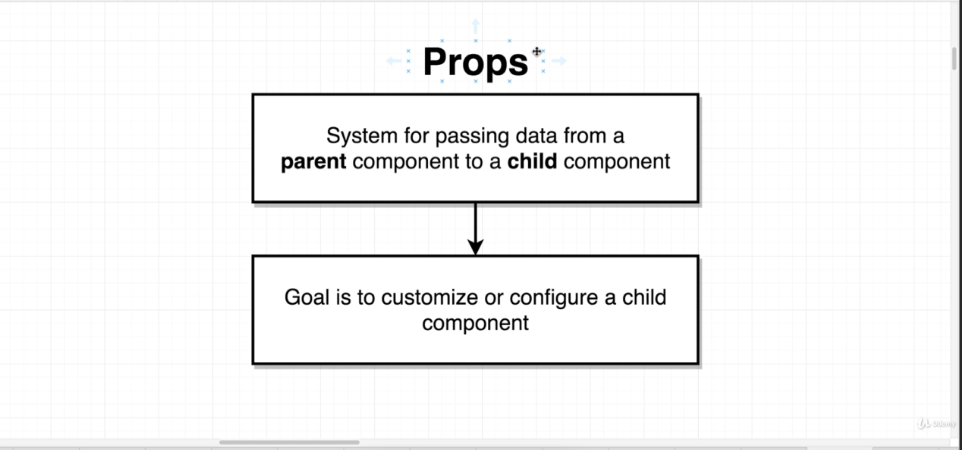 Props
System for passing data from a
parent component to a child component
Goal is to customize or configure a child
component
Udemy